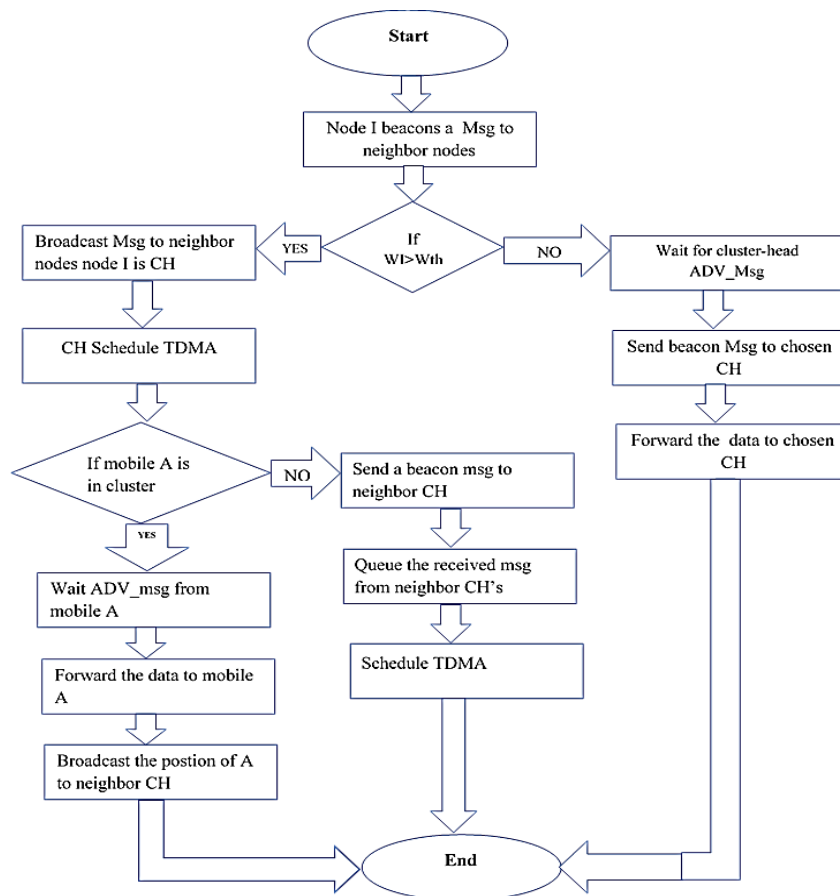 Start
Node I beacons a Msg to
neighbor nodes
If
WI>Wth
YES
NO
Broadcast Msg to neighbor
nodes node I is CH
Wait for cluster-head
ADV_Msg
CH Schedule TDMA
Send beacon Msg to chosen
CH
Forward the data to chosen
CH
If mobile A is
in cluster
NO
Send a beacon msg to
neighbor CH
YES
Queue the received msg
from neighbor CH's
Wait ADV_msg from
mobile A
Schedule TDMA
Forward the data to mobile
A
Broadcast the postion of A
to neighbor CH
End